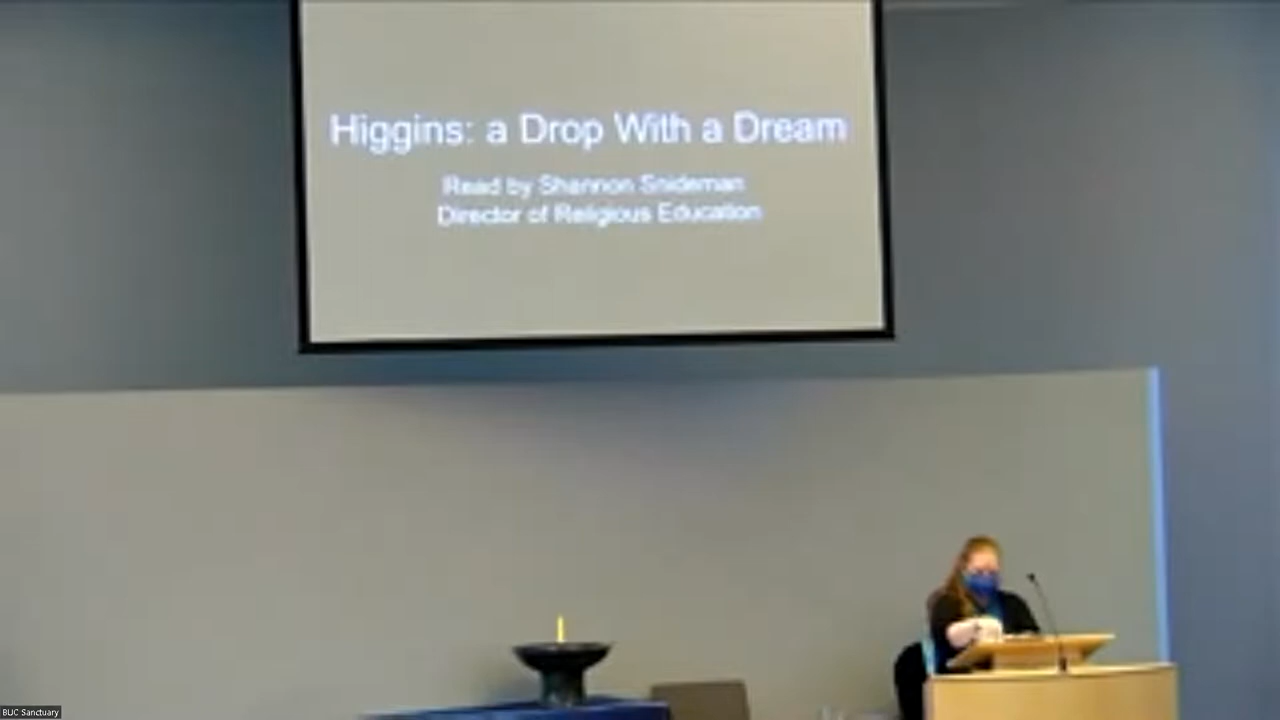 Higgins: a Drop With a Dream
Read by Shannon Snideman
Director of Religious Education
BUC Sanctuary